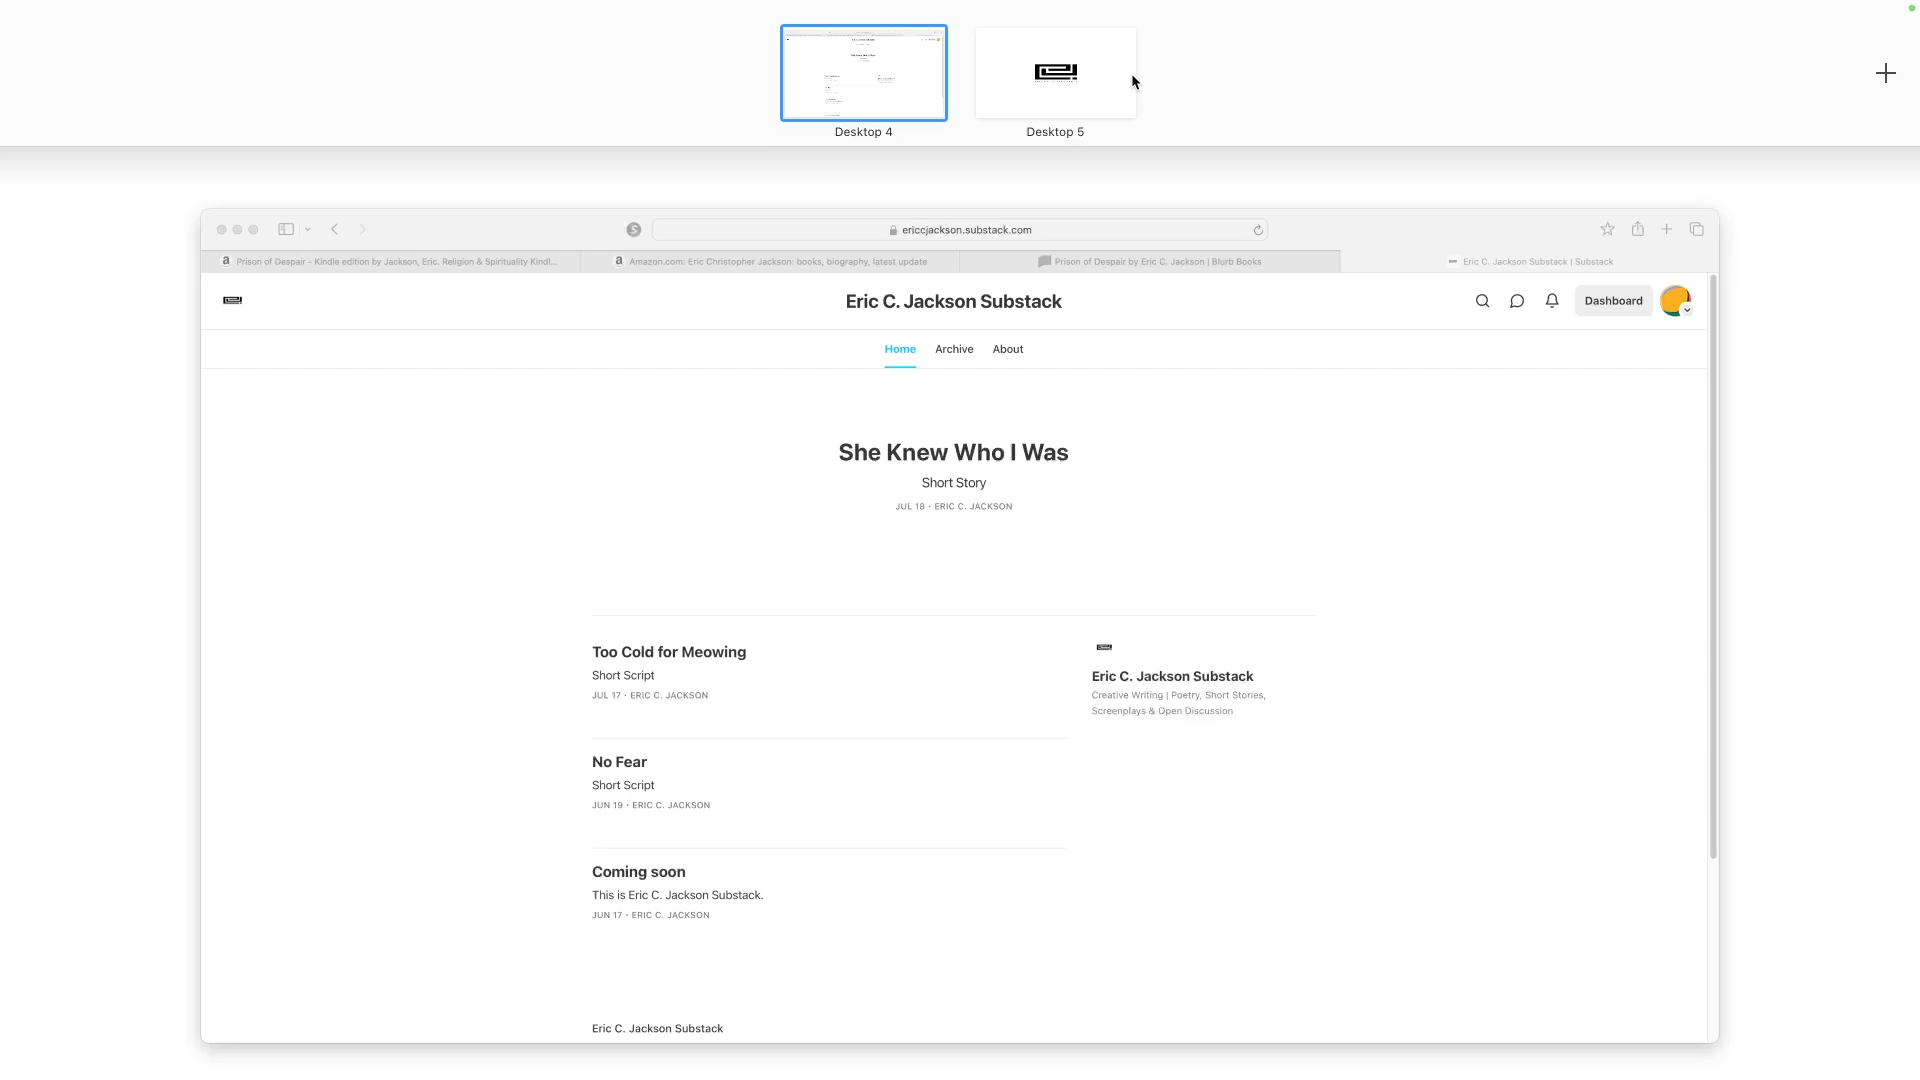 Desktop 4
Desktop 5
ericcjackson.substack.com
Prison of Despair - Kindle edition by Jackson, Eric. Religion & Spirituality Kindl...
Amazon.com: Eric Christopher Jackson: books, biography, latest update
Prison of Despair by Eric C. Jackson | Blurb Books
Eric C. Jackson Substack | Substack
Eric C. Jackson Substack
Dashboard
Home
Archive
About
She Knew Who I Was
Short Story
JUL 18 • ERIC C. JACKSON
Too Cold for Meowing
Short Script
JUL 17 • ERIC C. JACKSON
Eric C. Jackson Substack
Creative Writing | Poetry, Short Stories,
Screenplays & Open Discussion
No Fear
Short Script
JUN 19 • ERIC C. JACKSON
Coming soon
This is Eric C. Jackson Substack.
JUN 17 • ERIC C. JACKSON
Eric C. Jackson Substack